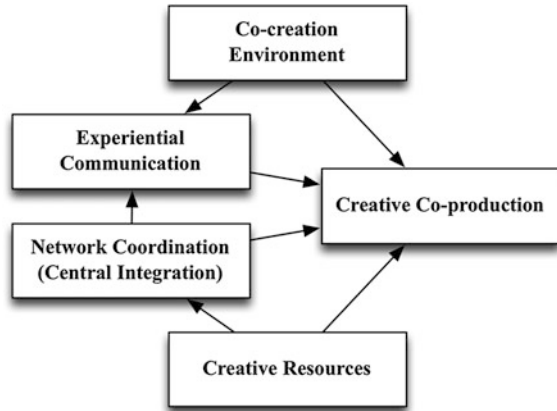 Co-creation
Environment
Experiential
Communication
Creative Co-production
Network Coordination
(Central Integration)
Creative Resources